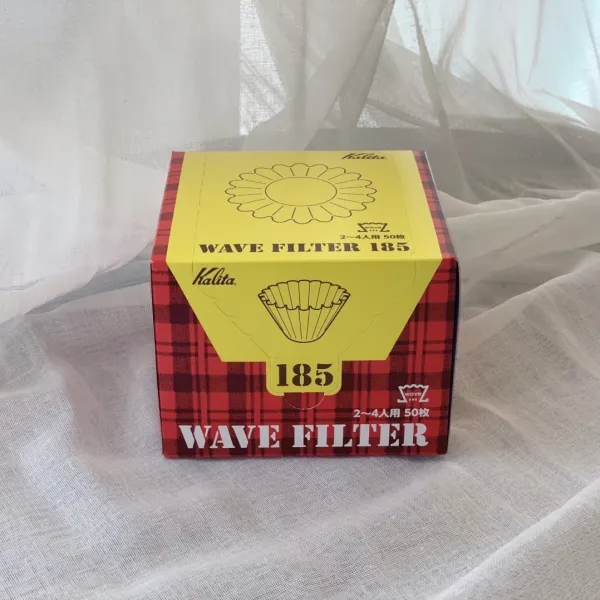 Kalita
2〜4人用 50枚
WAVE FILTER 185
Kalita
185
wave
2〜4人用 50枚
WAVE FILTER